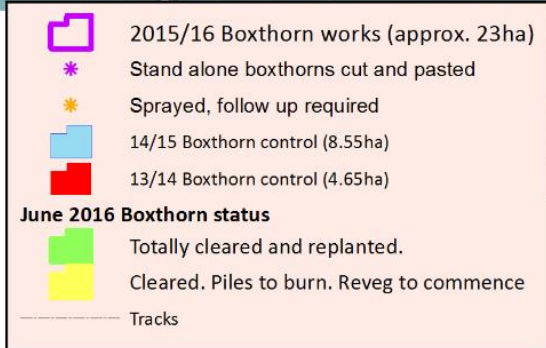 2015/16 Boxthorn works (approx. 23ha)
Stand alone boxthorns cut and pasted
Sprayed, follow up required
14/15 Boxthorn control (8.55ha)
13/14 Boxthorn control (4.65ha)
June 2016 Boxthorn status
Totally cleared and replanted.
Cleared. Piles to burn. Reveg to commence
Tracks